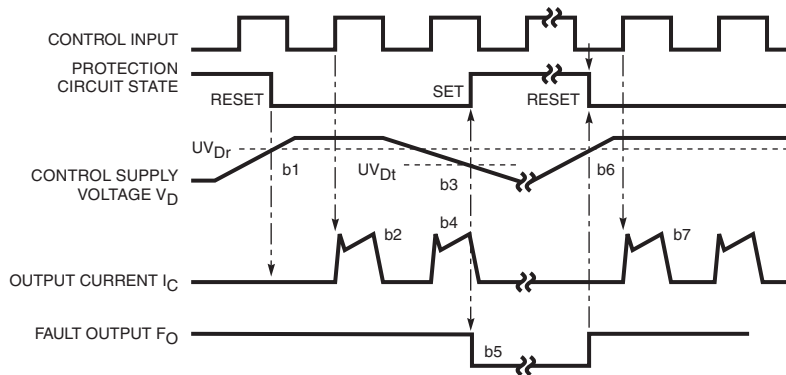 CONTROL INPUT
PROTECTION
CIRCUIT STATE
RESET
SET
RESET
UVDr
b1
UVDt
b3
b6
CONTROL SUPPLY
VOLTAGE VD
b2
b4
b7
OUTPUT CURRENT IC
FAULT OUTPUT FO
b5